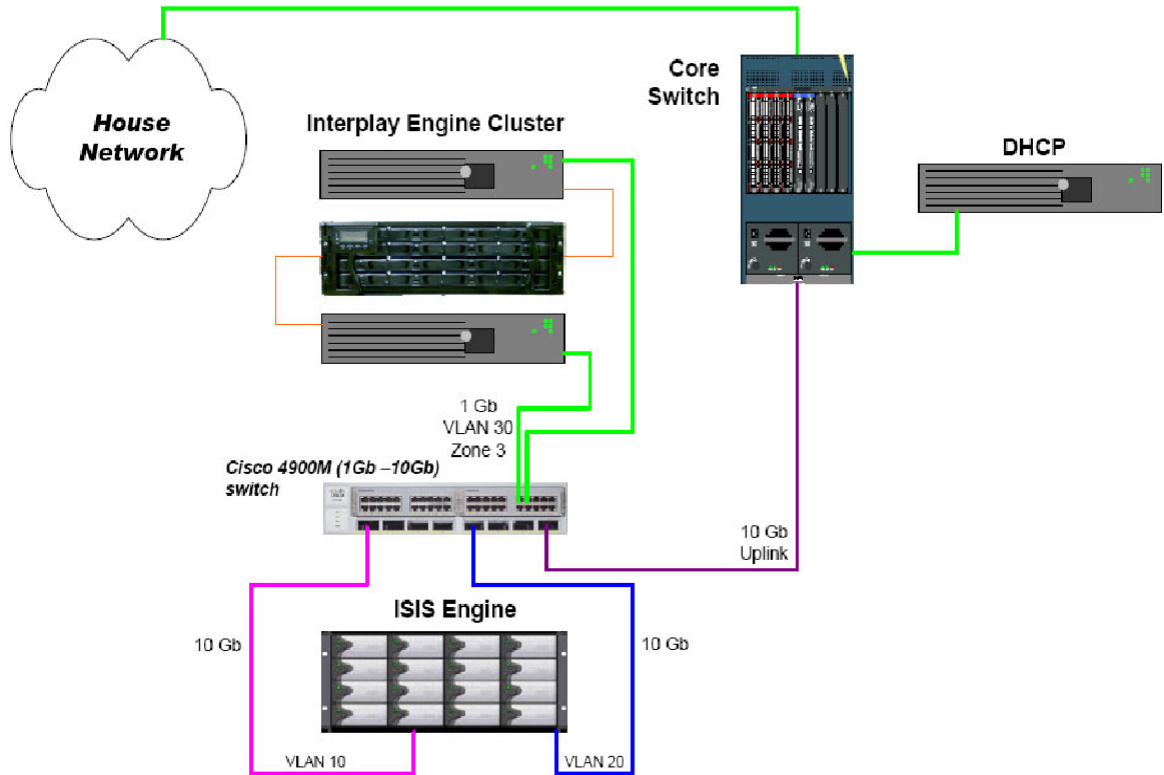 House
Network
Interplay Engine Cluster
Core
Switch
DHCP
1 Gb
VLAN 30
Zone 3
Cisco 4900M (1Gb –10Gb)
switch
10 Gb
Uplink
ISIS Engine
10 Gb
10 Gb
VLAN 10
VLAN 20